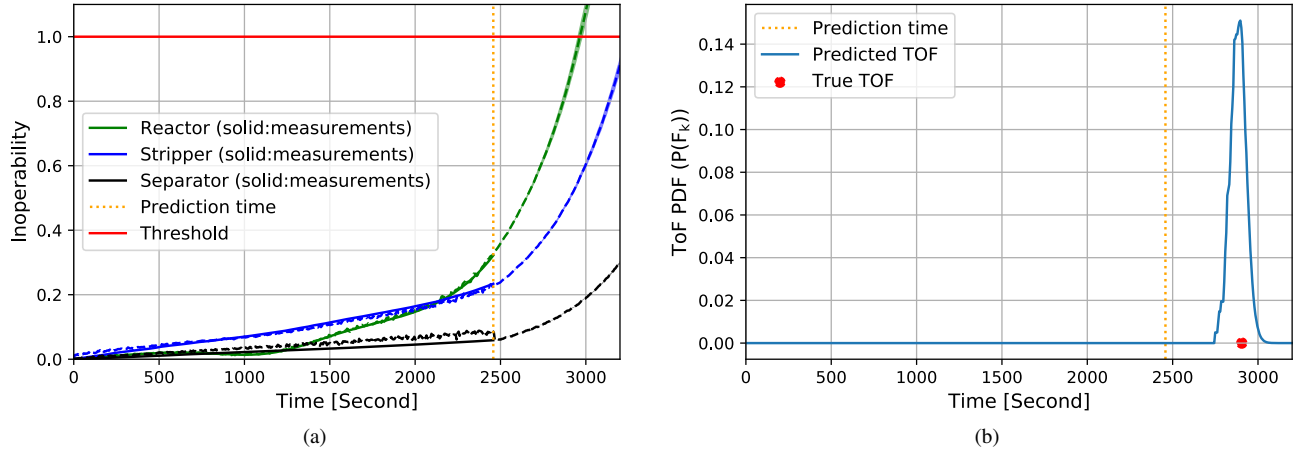 1.0
0.8
0.6
0.4
0.2
0.0
Inoperability
Reactor (solid:measurements)
Stripper (solid:measurements)
Separator (solid:measurements)
Prediction time
Threshold
0 500 1000 1500 2000 2500 3000
Time [Second]
(a)
0.14
0.12
0.10
0.08
0.06
0.04
0.02
0.00
ToF PDF (P(Fk))
Prediction time
Predicted TOF
True TOF
0 500 1000 1500 2000 2500 3000
Time [Second]
(b)